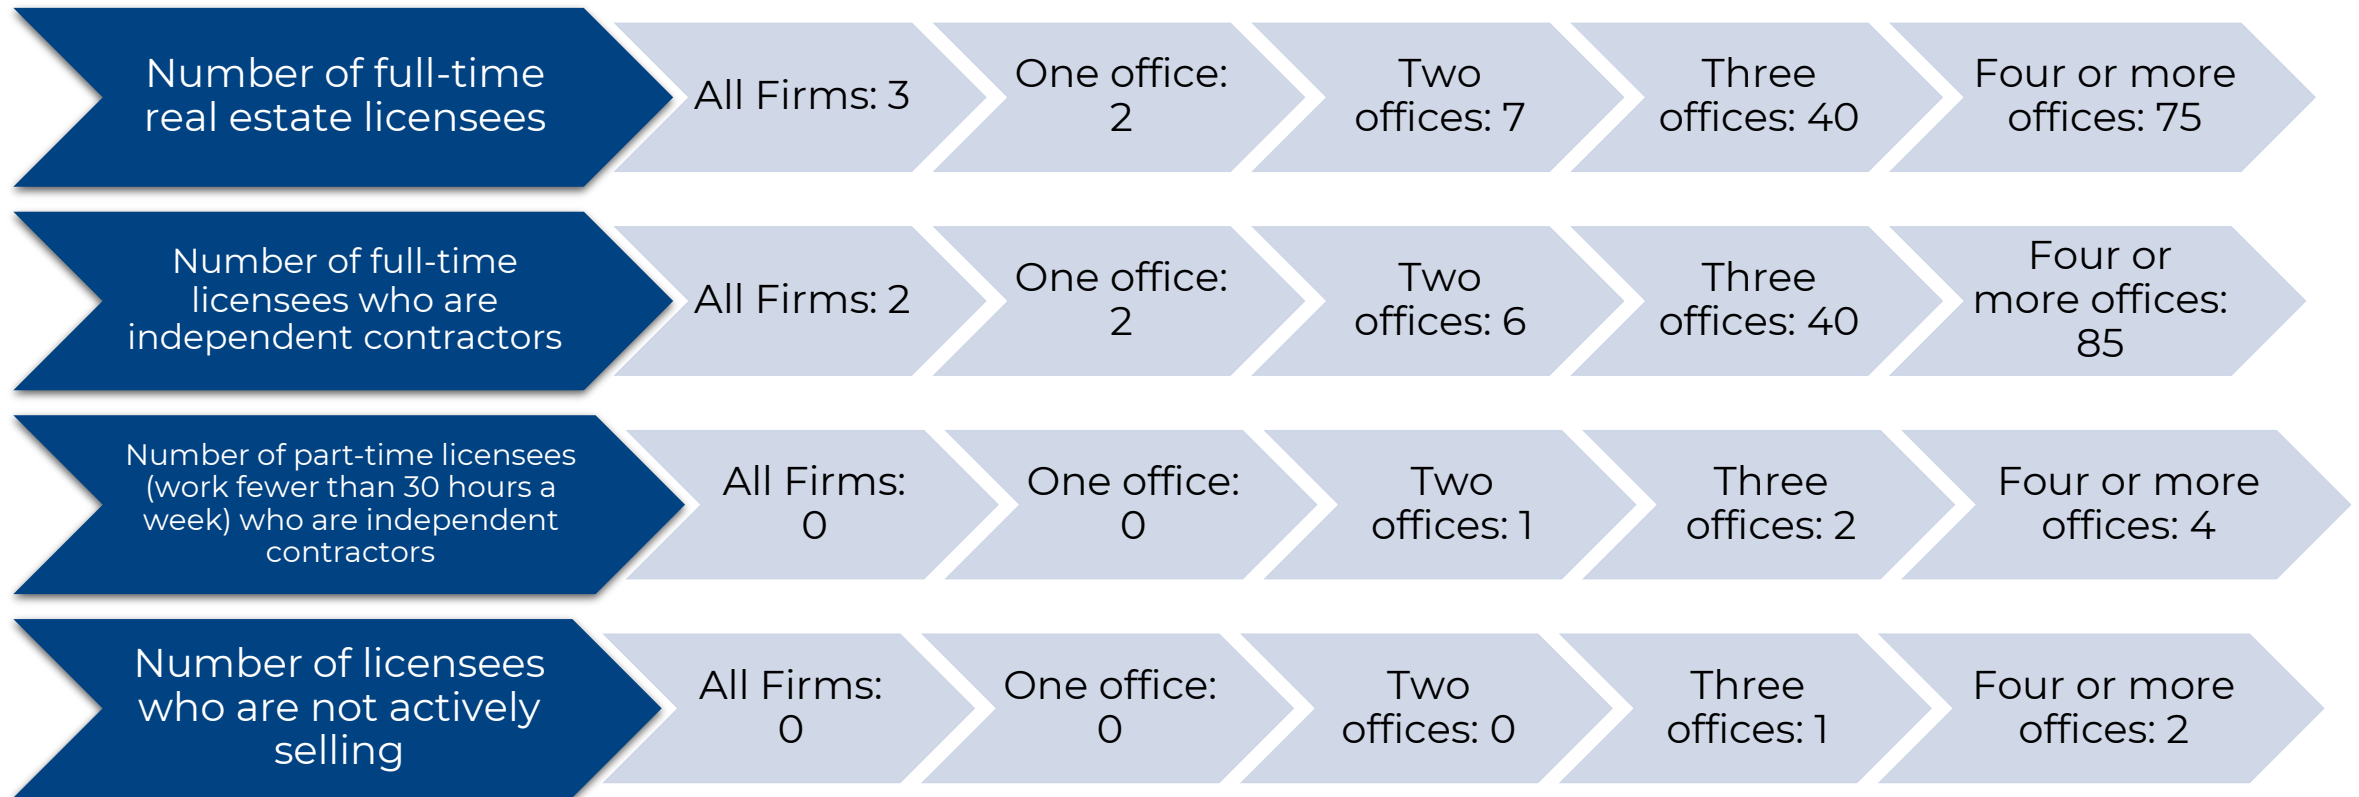 Number of full-time
real estate licensees
All Firms: 3
One office:
2
Two
offices: 7
Three
offices: 40
Four or more
offices: 75
Number of full-time
licensees who are
independent contractors
All Firms: 2
One office:
2
Two
offices: 6
Three
offices: 40
Four or
more offices:
85
Number of part-time licensees
(work fewer than 30 hours a
week) who are independent
contractors
All Firms:
0
One office:
0
Two
offices: 1
Three
offices: 2
Four or more
offices: 4
Number of licensees
who are not actively
selling
All Firms:
0
One office:
0
Two
offices: 0
Three
offices: 1
Four or more
offices: 2